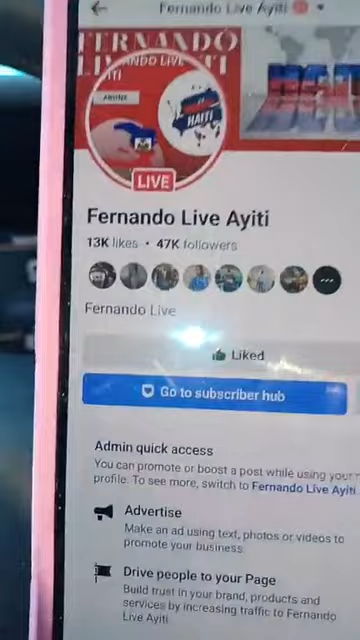 Fernando Live Ayiti
FERNANDO
ANDO LIVE
HAITI
LIVE
Fernando Live Ayiti
13K likes • 47K followers
Fernando Live
Liked
Go to subscriber hub
Admin quick access
You can promote or boost a post while using your
profile. To see more, switch to Fernando Live Ayiti
Advertise
Make an ad using text, photos or videos to
promote your business.
Drive people to your Page
Build trust in your brand, products and
services by increasing traffic to Fernando
Live Ayiti